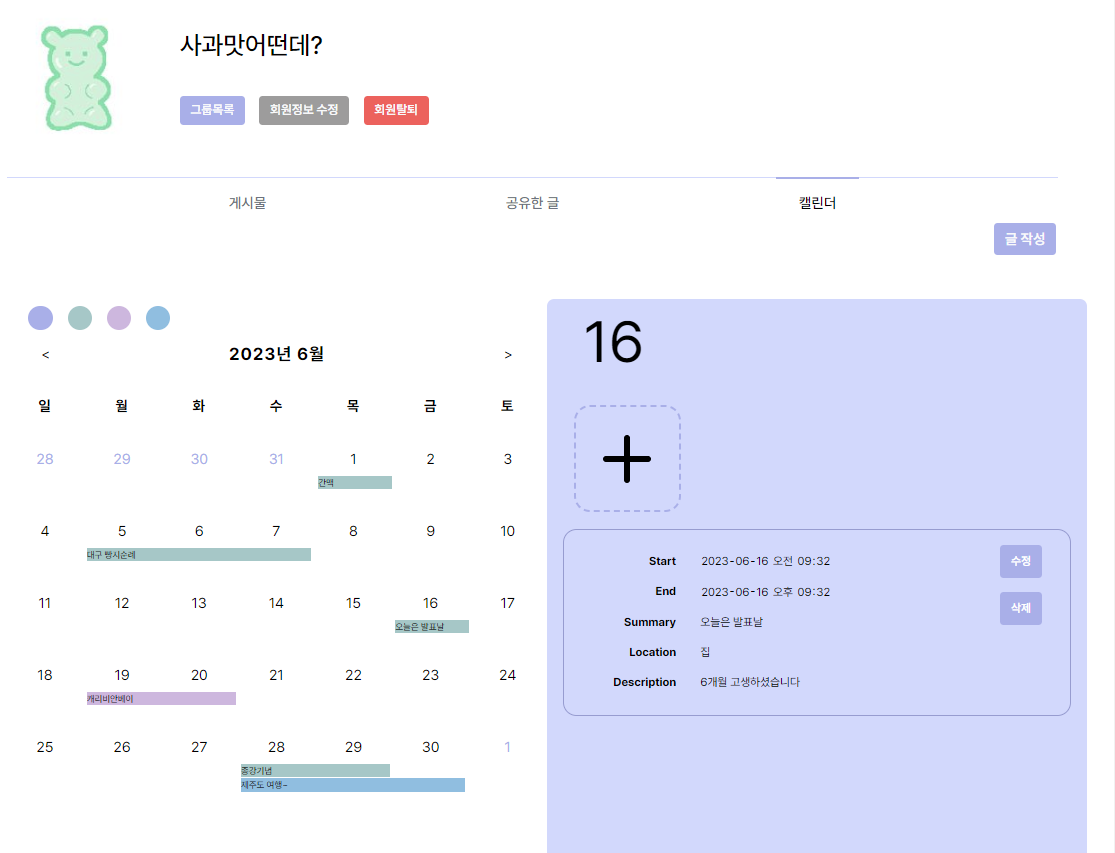 사과맛어떤데?
그룹목록 회원정보 수정 회원탈퇴
게시물 공유한 글 캘린더
글 작성
< 2023년 6월 >
일 월 화 수 목 금 토
28 29 30 31 1 2 3
간맥
4 5 6 7 8 9 10
대구 빵지순례
11 12 13 14 15 16 17
오늘은 발표날
18 19 20 21 22 23 24
캐리비안베이
25 26 27 28 29 30 1
종강기념
제주도 여행~
16
Start 2023-06-16 오전 09:32
수정
End 2023-06-16 오후 09:32
삭제
Summary 오늘은 발표날
Location 집
Description 6개월 고생하셨습니다